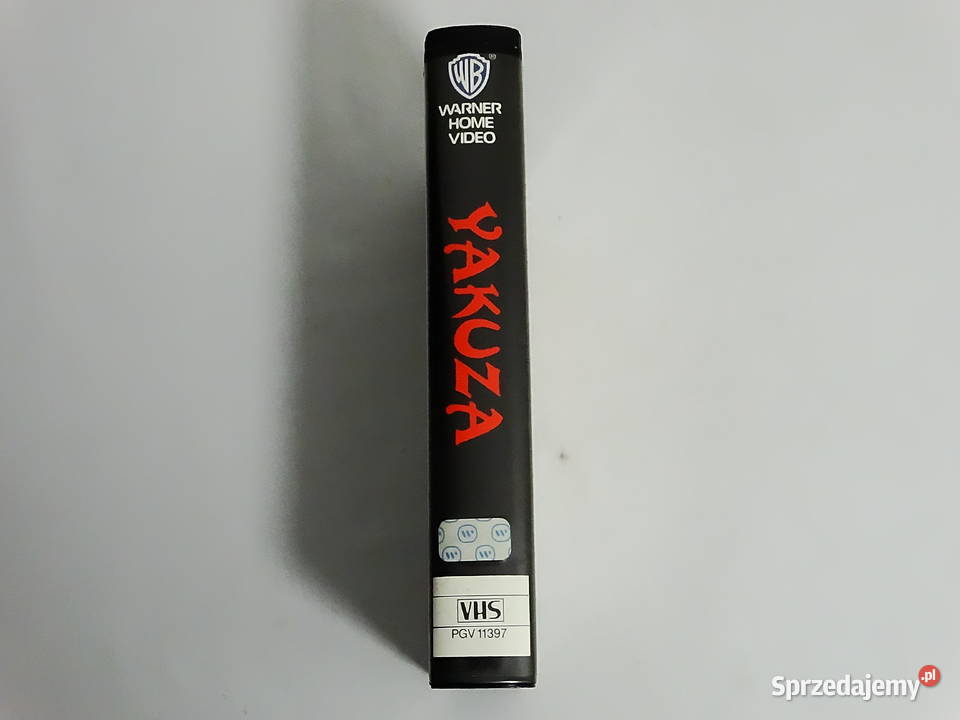 WB®
WARNER
HOME
VIDEO
YAKUZA
VHS
PGV 11397
Sprzedajemy.pl